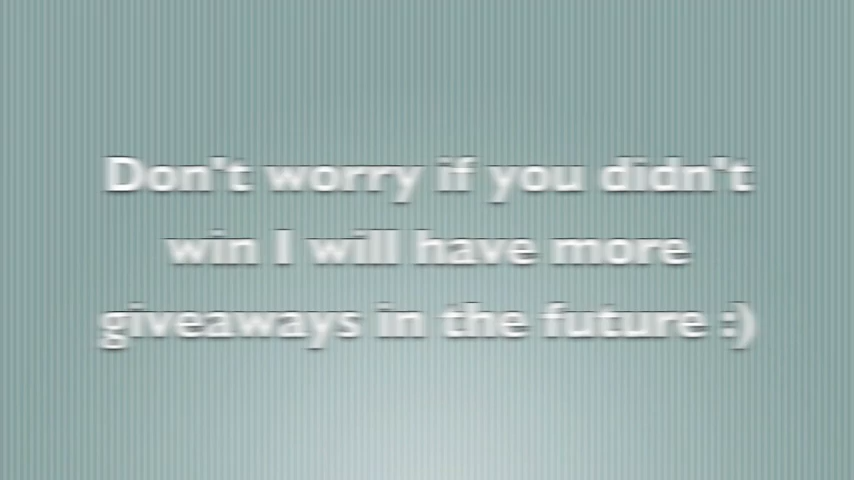 Don't worry if you didn't
win I will have more
giveaways in the future :)